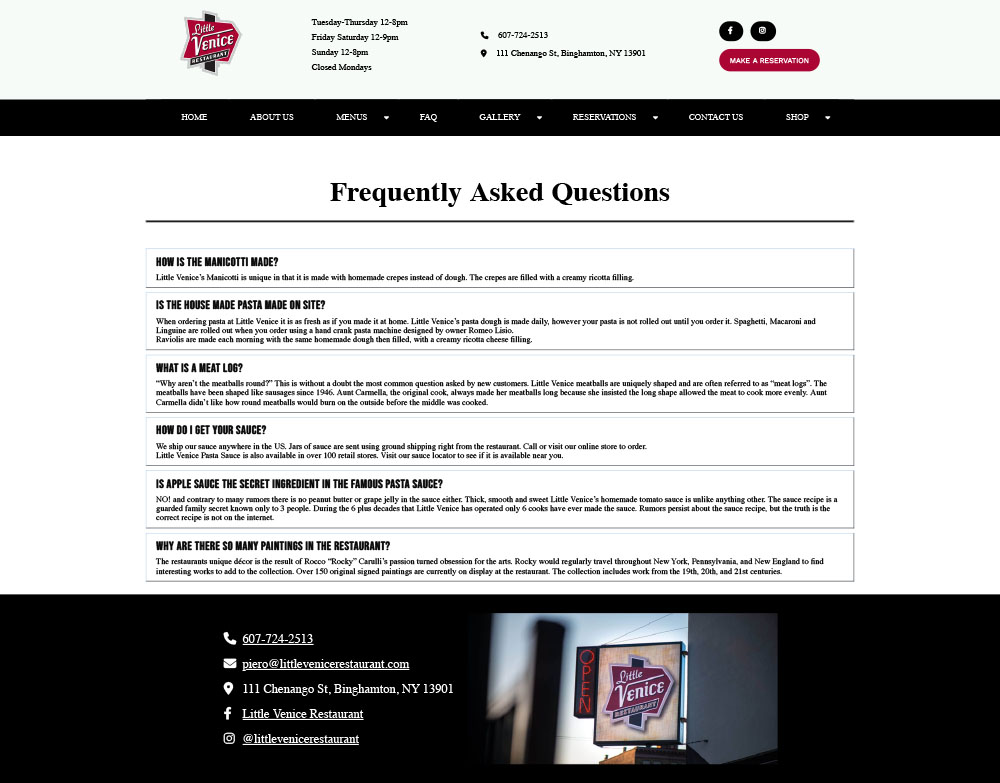 Little
Venice
RESTAURANT
Tuesday-Thursday 12-8pm
Friday Saturday 12-9pm
Sunday 12-8pm
Closed Mondays
607-724-2513
111 Chenango St, Binghamton, NY 13901
MAKE A RESERVATION
HOME ABOUT US MENUS FAQ GALLERY RESERVATIONS CONTACT US SHOP
Frequently Asked Questions
HOW IS THE MANICOTTI MADE?
Little Venice's Manicotti is unique in that it is made with homemade crepes instead of dough. The crepes are filled with a creamy ricotta filling.
IS THE HOUSE MADE PASTA MADE ON SITE?
When ordering pasta at Little Venice it is as fresh as if you made it at home. Little Venice's pasta dough is made daily, however your pasta is not rolled out until you order it. Spaghetti, Macaroni and
Linguine are rolled out when you order using a hand crank pasta machine designed by owner Romeo Lisio.
Raviolis are made each morning with the same homemade dough then filled, with a creamy ricotta cheese filling.
WHAT IS A MEAT LOG?
“Why aren't the meatballs round?” This is without a doubt the most common question asked by new customers. Little Venice meatballs are uniquely shaped and are often referred to as “meat logs”. The
meatballs have been shaped like sausages since 1946. Aunt Carmella, the original cook, always made her meatballs long because she insisted the long shape allowed the meat to cook more evenly. Aunt
Carmella didn't like how round meatballs would burn on the outside before the middle was cooked.
HOW DO I GET YOUR SAUCE?
We ship our sauce anywhere in the US. Jars of sauce are sent using ground shipping right from the restaurant. Call or visit our online store to order.
Little Venice Pasta Sauce is also available in over 100 retail stores. Visit our sauce locator to see if it is available near you.
IS APPLE SAUCE THE SECRET INGREDIENT IN THE FAMOUS PASTA SAUCE?
NO! and contrary to many rumors there is no peanut butter or grape jelly in the sauce either. Thick, smooth and sweet Little Venice's homemade tomato sauce is unlike anything other. The sauce recipe is a
guarded family secret known only to 3 people. During the 6 plus decades that Little Venice has operated only 6 cooks have ever made the sauce. Rumors persist about the sauce recipe, but the truth is the
correct recipe is not on the internet.
WHY ARE THERE SO MANY PAINTINGS IN THE RESTAURANT?
The restaurants unique décor is the result of Rocco “Rocky” Carulli's passion turned obsession for the arts. Rocky would regularly travel throughout New York, Pennsylvania, and New England to find
interesting works to add to the collection. Over 150 original signed paintings are currently on display at the restaurant. The collection includes work from the 19th, 20th, and 21st centuries.
607-724-2513
piero@littlevenicerestaurant.com
111 Chenango St, Binghamton, NY 13901
Little Venice Restaurant
@littlevenicerestaurant
OPEN
Little
Venice
RESTAURANT